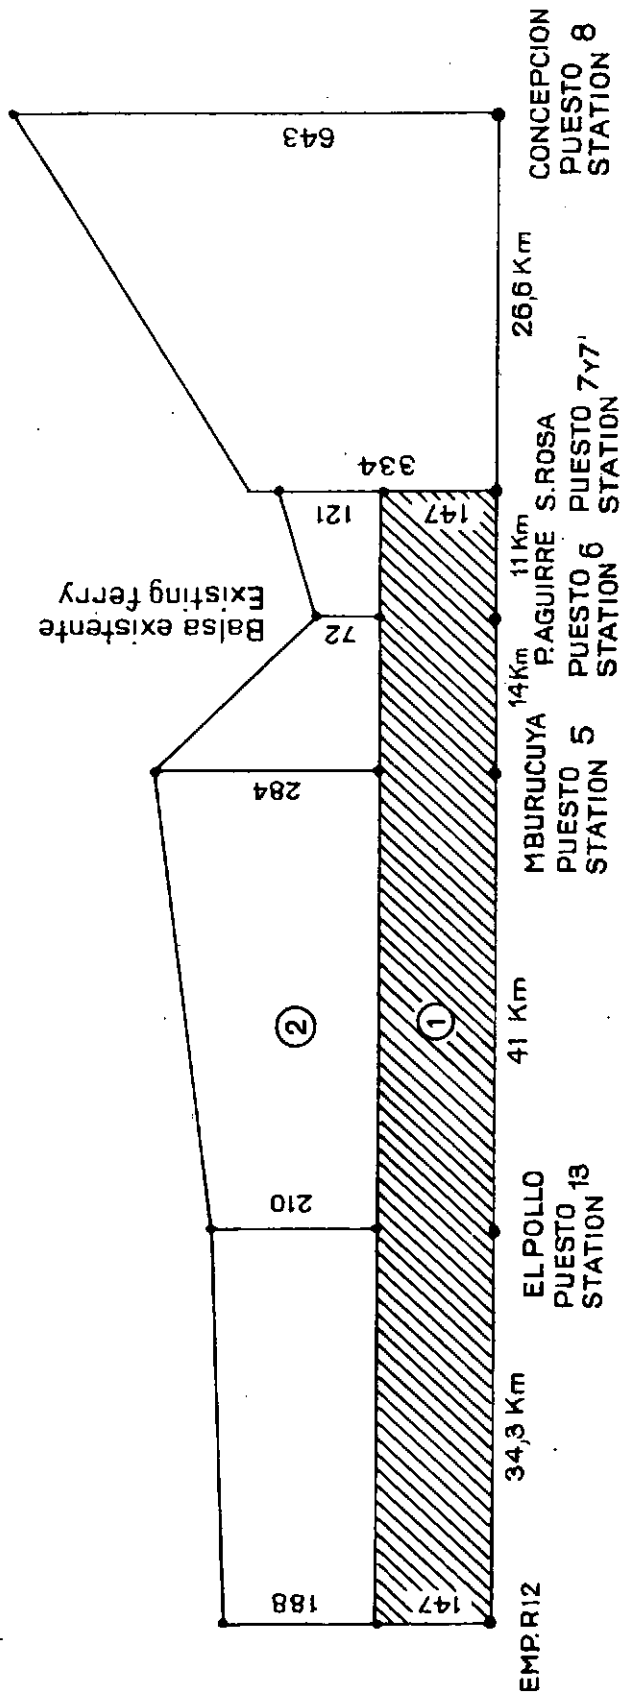 CONCEPCION
PUESTO 8
STATION
643
26,6 Km
334
S.ROSA
PUESTO 7y7'
STATION
121
147
11 Km
Balsa existente
Existing ferry
72
P.AGUIRRE
PUESTO 6
STATION
14 Km
284
MBURUCUYA
PUESTO 5
STATION
2
1
41 Km
210
EL POLLO
PUESTO 13
STATION
34,3 Km
188
147
EMP.R12